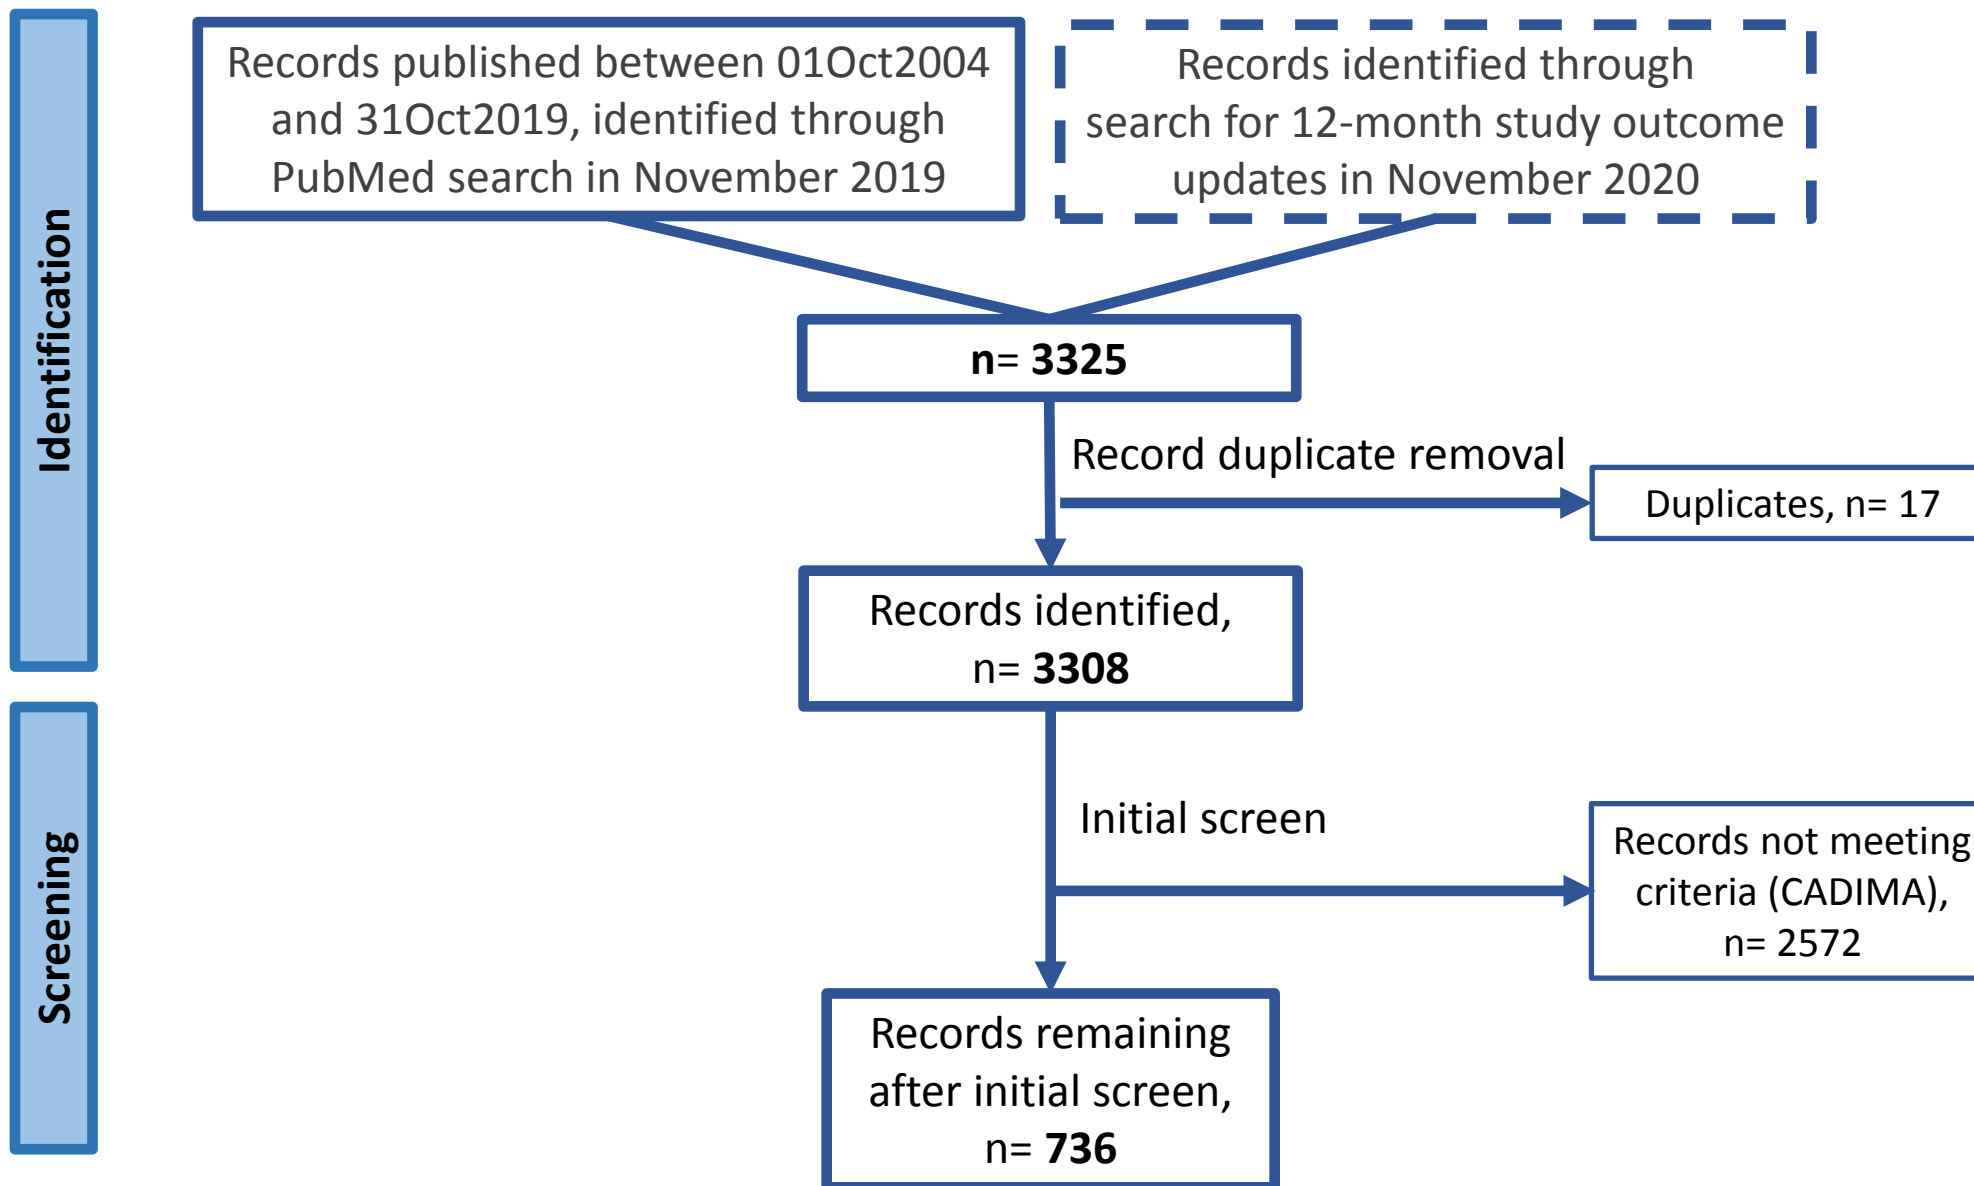 Identification
Records published between 01Oct2004
and 31Oct2019, identified through
PubMed search in November 2019
Records identified through
search for 12-month study outcome
updates in November 2020
n= 3325
Record duplicate removal
Duplicates, n= 17
Records identified,
n= 3308
Screening
Initial screen
Records not meeting
criteria (CADIMA),
n= 2572
Records remaining
after initial screen,
n= 736